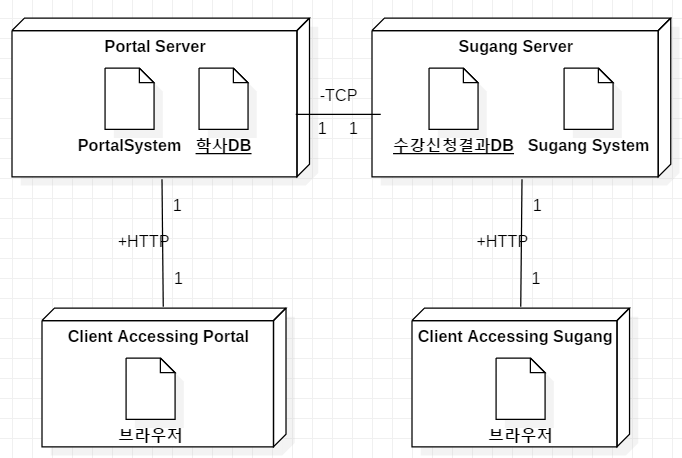 Portal Server
Sugang Server
-TCP
1 1
PortalSystem 학사DB
수강신청결과DB Sugang System
1
1
+HTTP
+HTTP
1
1
Client Accessing Portal
Client Accessing Sugang
브라우저
브라우저